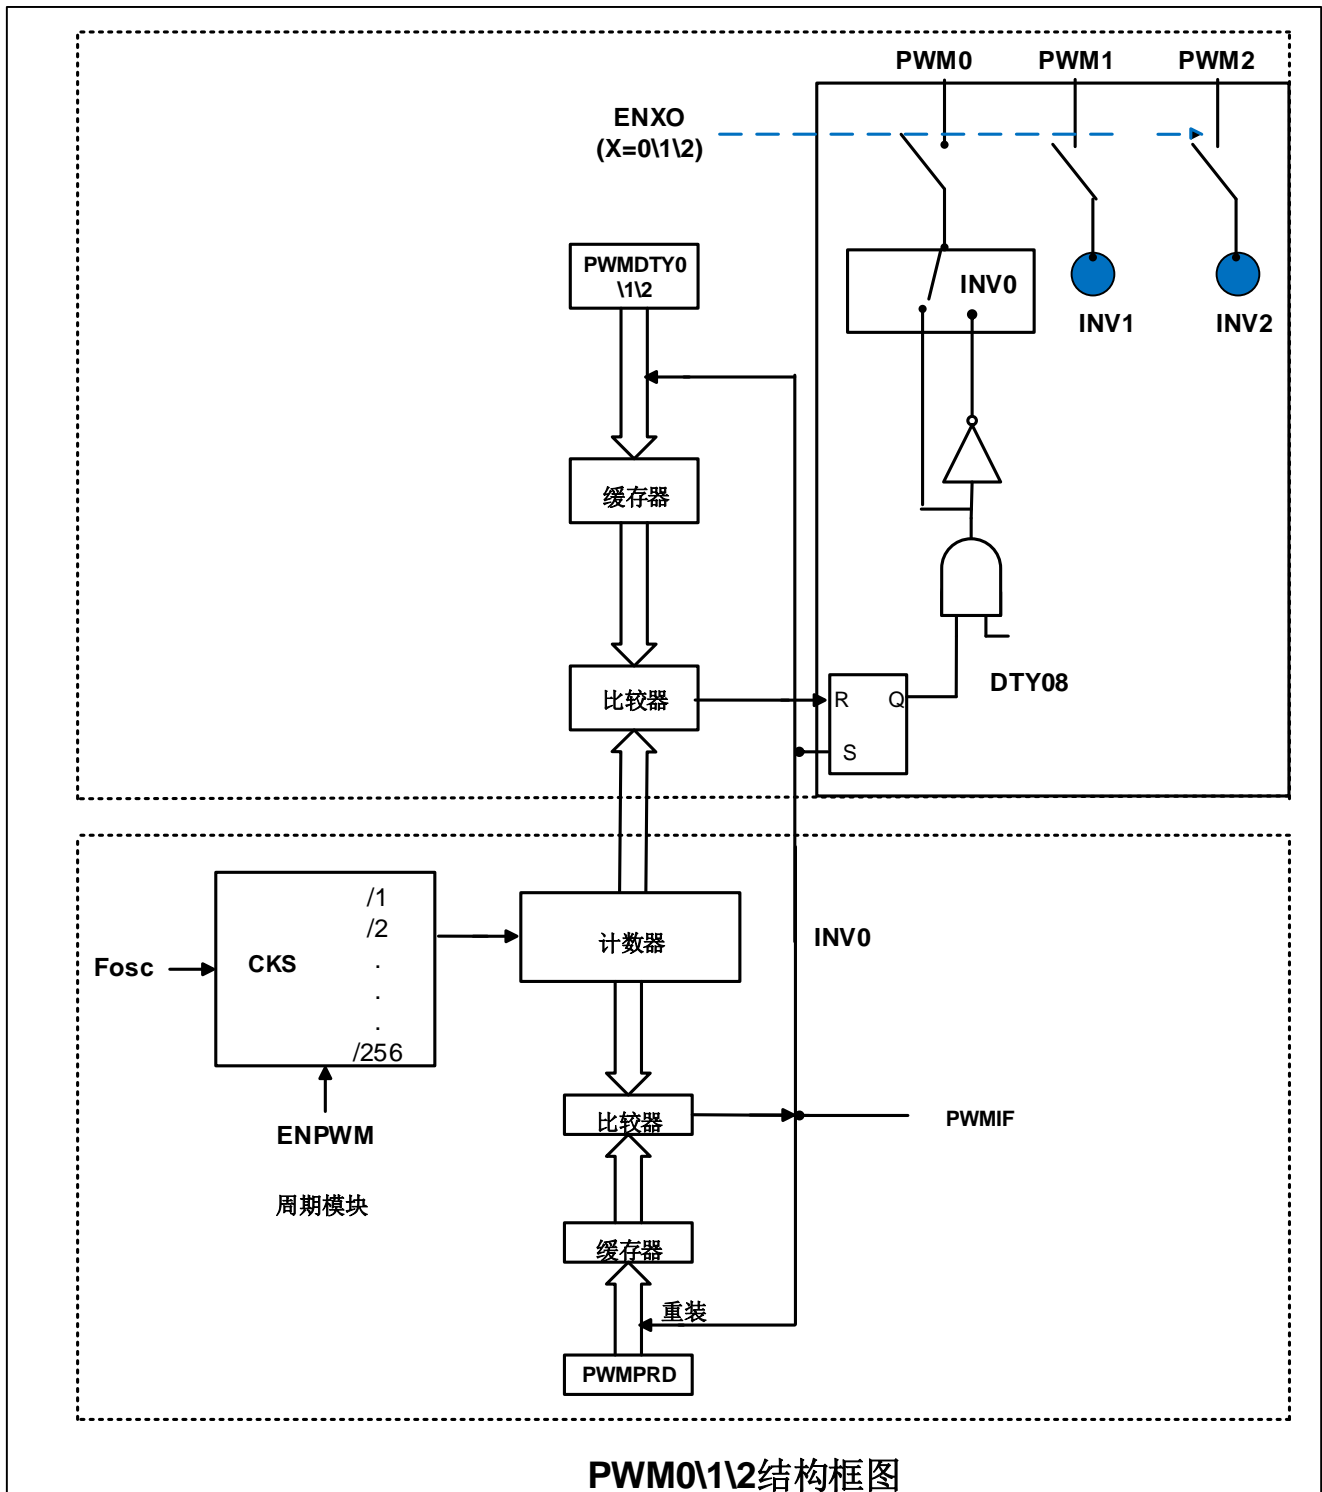 PWM0 PWM1 PWM2
ENXO
(X=0\1\2)
PWMDTY0
\1\2
INV0
INV1 INV2
缓存器
DTY08
比较器
R Q
S
/1
/2
计数器
INV0
Fosc
CKS
.
.
.
/256
比较器
PWMIF
ENPWM
周期模块
缓存器
重装
PWMPRD
PWM0\1\2结构框图